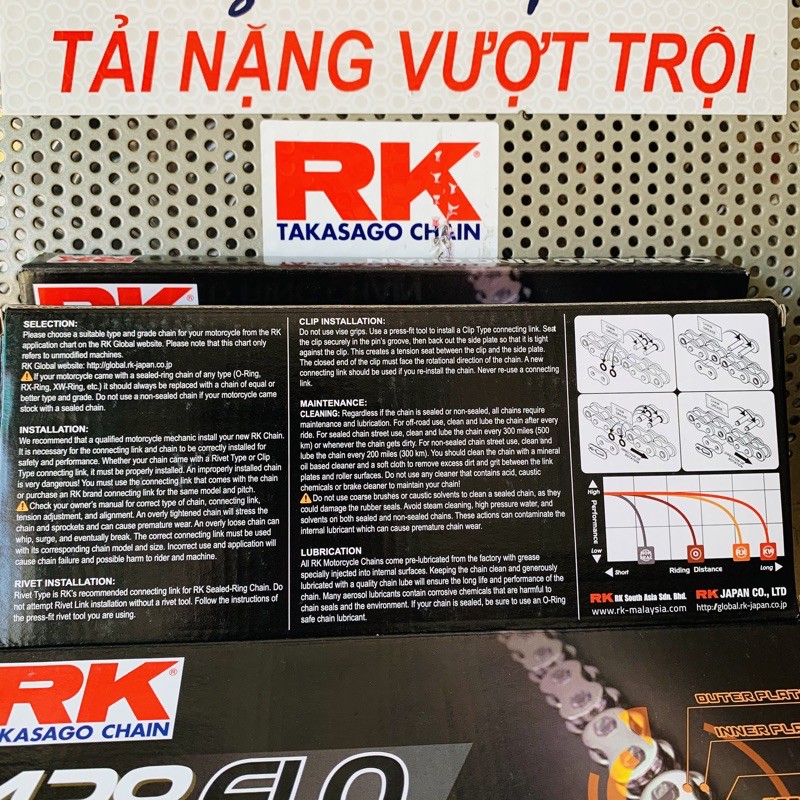 TẢI NẶNG VƯỢT TRỘI
RK
TAKASAGO CHAIN
RK
SELECTION:
Please choose a suitable type and grade chain for your motorcycle from the RK
application chart on the RK Global website. Please note that this chart only
refers to unmodified machines.
RK Global website: http://global.rk-japan.co.jp
If your motorcycle came with a sealed-ring chain of any type (O-Ring,
RX-Ring, XW-Ring, etc.) it should always be replaced with a chain of equal or
better type and grade. Do not use a non-sealed chain if your motorcycle came
stock with a sealed chain.
INSTALLATION:
We recommend that a qualified motorcycle mechanic install your new RK Chain.
It is necessary for the connecting link and chain to be correctly installed for
safety and performance. Whether your chain came with a Rivet Type or Clip
Type connecting link, it must be properly installed. An improperly installed chain
is very dangerous! You must use the connecting link that comes with the chain
or purchase an RK brand connecting link for the same model and pitch.
Check your owner's manual for correct type of chain, connecting link,
tension adjustment, and alignment. An overly tightened chain will stress the
chain and sprockets and can cause premature wear. An overly loose chain can
whip, surge, and eventually break. The correct connecting link must be used
with its corresponding chain model and size. Incorrect use and application will
cause chain failure and possible harm to rider and machine.
RIVET INSTALLATION:
Rivet Type is RK's recommended connecting link for RK Sealed-Ring Chain. Do
not attempt Rivet Link installation without a rivet tool. Follow the instructions of
the press-fit rivet tool you are using.
CLIP INSTALLATION:
Do not use vise grips. Use a press-fit tool to install a Clip Type connecting link. Seat
the clip securely in the pin's groove, then back out the side plate so that it is tight
against the clip. This creates a tension seat between the clip and the side plate.
The closed end of the clip must face the rotational direction of the chain. A new
connecting link should be used if you re-install the chain. Never re-use a connecting
link.
MAINTENANCE:
CLEANING: Regardless if the chain is sealed or non-sealed, all chains require
maintenance and lubrication. For off-road use, clean and lube the chain after every
ride. For sealed chain street use, clean and lube the chain every 300 miles (500
km) or whenever the chain gets dirty. For non-sealed chain street use, clean and
lube the chain every 200 miles (300 km). You should clean the chain with a mineral
oil based cleaner and a soft cloth to remove excess dirt and grit between the link
plates and roller surfaces. Do not use any cleaner that contains acid, caustic
chemicals or brake cleaner to maintain your chain!
Do not use coarse brushes or caustic solvents to clean a sealed chain, as they
could damage the rubber seals. Avoid steam cleaning, high pressure water, and
solvents on both sealed and non-sealed chains. These actions can contaminate the
internal lubricant which can cause premature chain wear.
LUBRICATION
All RK Motorcycle Chains come pre-lubricated from the factory with grease
specially injected into internal surfaces. Keeping the chain clean and generously
lubricated with a quality chain lube will ensure the long life and performance of the
chain. Many aerosol lubricants contain corrosive chemicals that are harmful to
chain seals and the environment. If your chain is sealed, be sure to use an O-Ring
safe chain lubricant.
High
Performance
Low
Short
Riding Distance
Long
O
RX
XW
RK RK South Asia Sdn. Bhd.
www.rk-malaysia.com
RK JAPAN CO., LTD
http://global.rk-japan.co.jp
RK
TAKASAGO CHAIN
OUTER PLAT
INNER PLA